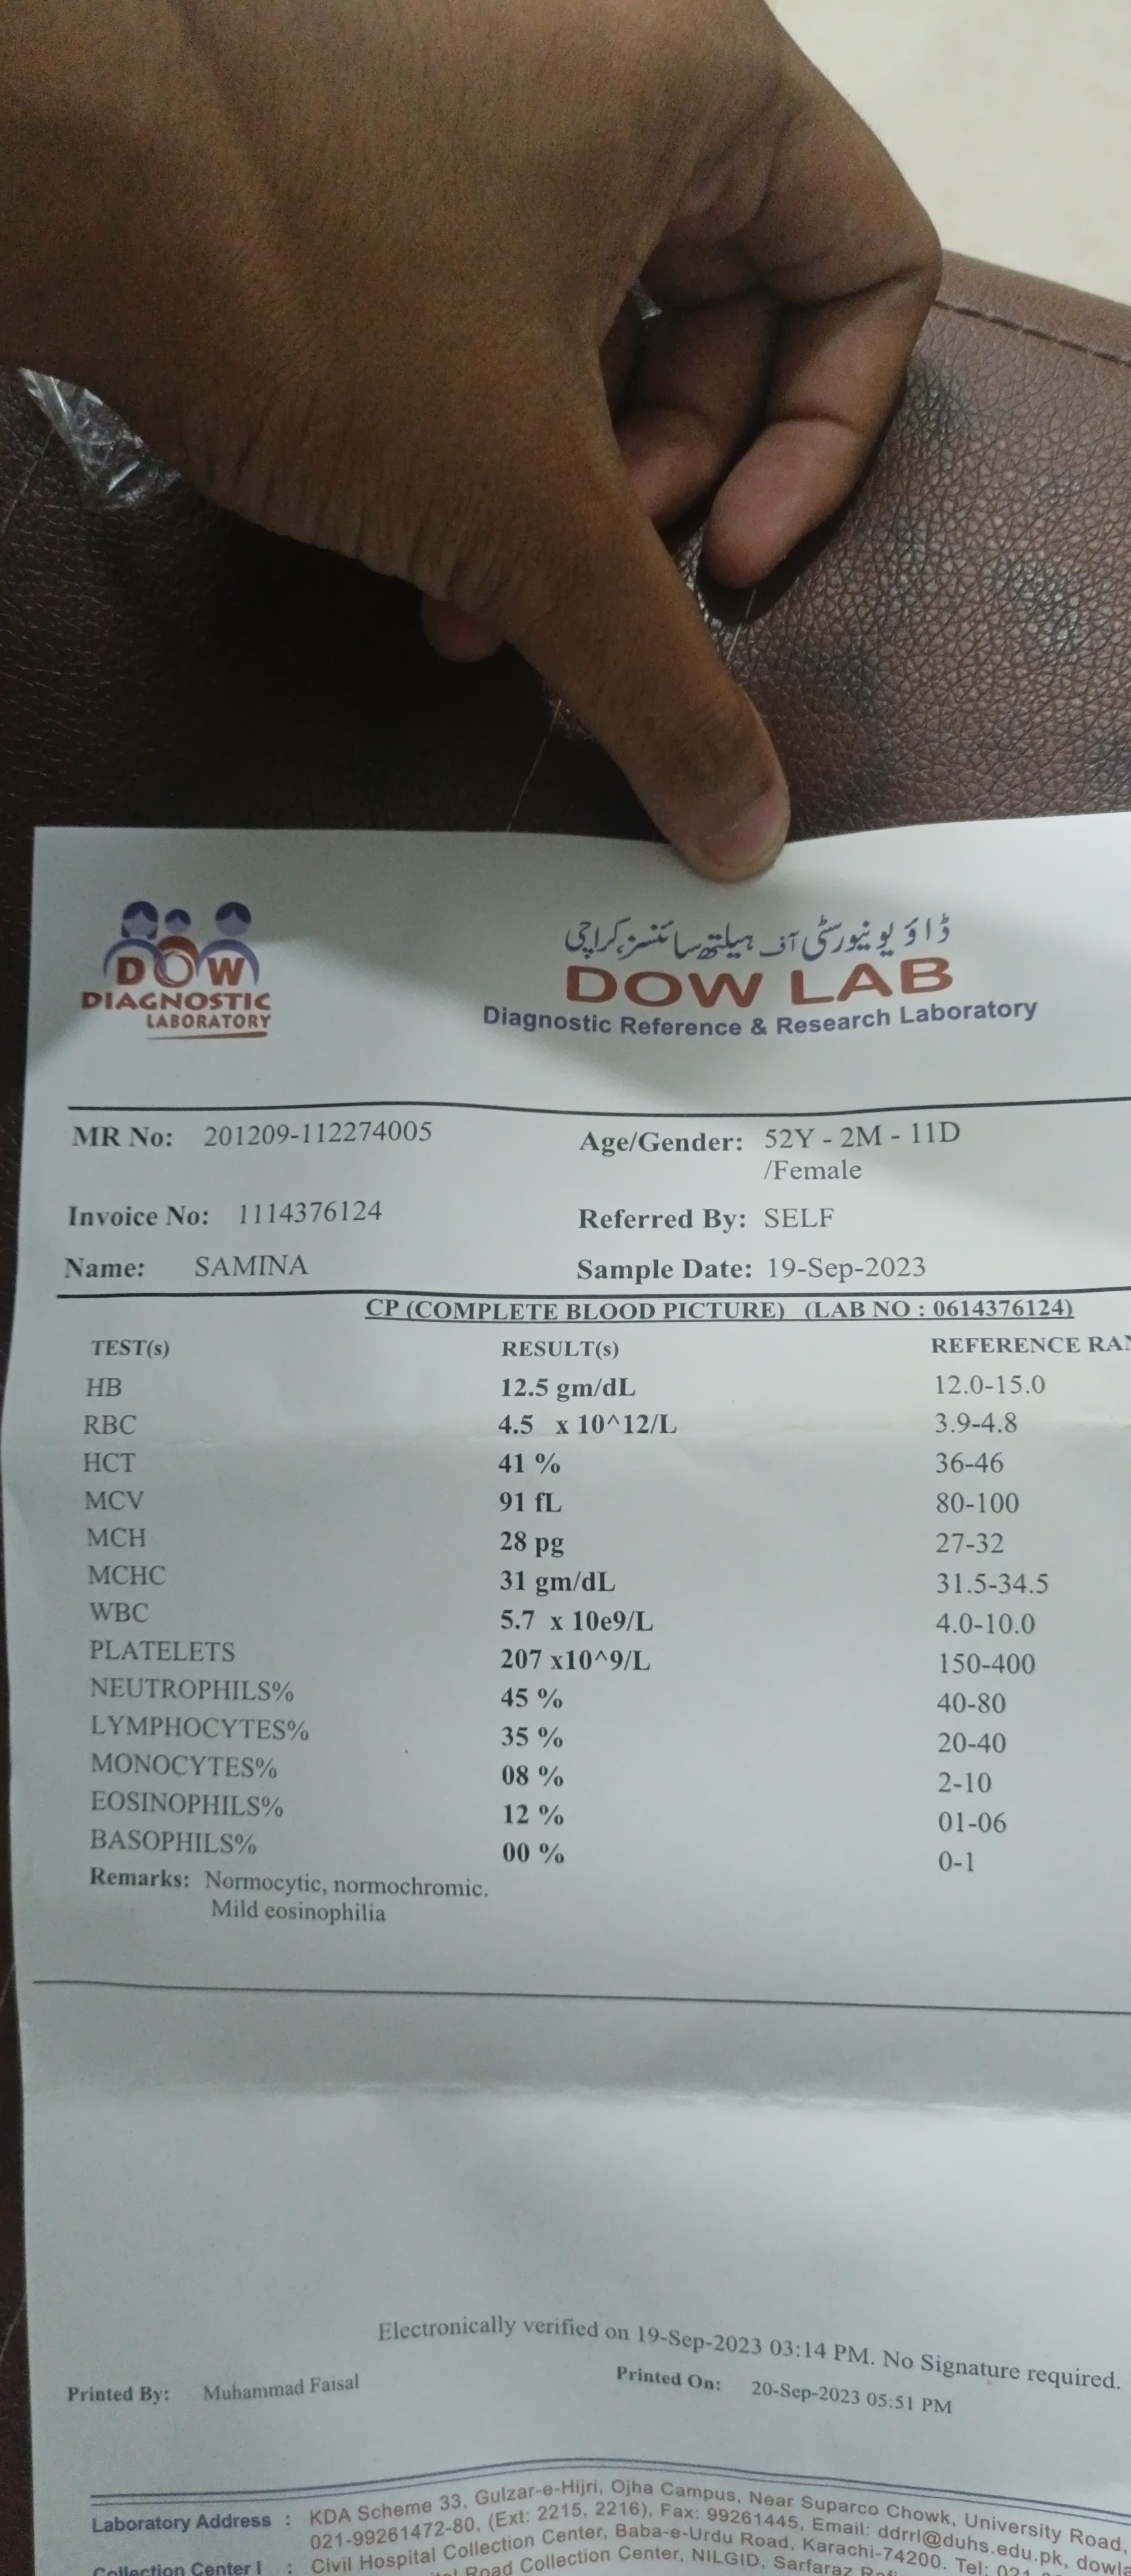 DOW
DIAGNOSTIC
LABORATORY
ڈاؤ یونیورسٹی آف ہیلتھ سائنسز، کراچی
DOW LAB
Diagnostic Reference & Research Laboratory
MR No: 201209-112274005 Age/Gender: 52Y - 2M - 11D
/Female
Invoice No: 1114376124 Referred By: SELF
Name: SAMINA Sample Date: 19-Sep-2023
CP (COMPLETE BLOOD PICTURE) (LAB NO : 0614376124)
TEST(s) RESULT(s) REFERENCE RAN
HB 12.5 gm/dL 12.0-15.0
RBC 4.5 x 10^12/L 3.9-4.8
HCT 41 % 36-46
MCV 91 fL 80-100
MCH 28 pg 27-32
MCHC 31 gm/dL 31.5-34.5
WBC 5.7 x 10e9/L 4.0-10.0
PLATELETS 207 x10^9/L 150-400
NEUTROPHILS% 45 % 40-80
LYMPHOCYTES% 35 % 20-40
MONOCYTES% 08 % 2-10
EOSINOPHILS% 12 % 01-06
BASOPHILS% 00 % 0-1
Remarks: Normocytic, normochromic.
Mild eosinophilia
Electronically verified on 19-Sep-2023 03:14 PM. No Signature required.
Printed By: Muhammad Faisal Printed On: 20-Sep-2023 05:51 PM
Laboratory Address : KDA Scheme 33, Gulzar-e-Hijri, Ojha Campus, Near Suparco Chowk, University Road,
021-99261472-80, (Ext: 2215, 2216), Fax: 99261445, Email: ddrrl@duhs.edu.pk,
Collection Center I : Civil Hospital Collection Center, Baba-e-Urdu Road, Karachi-74200. Tel:
Road Collection Center, NILGID, Sarfaraz